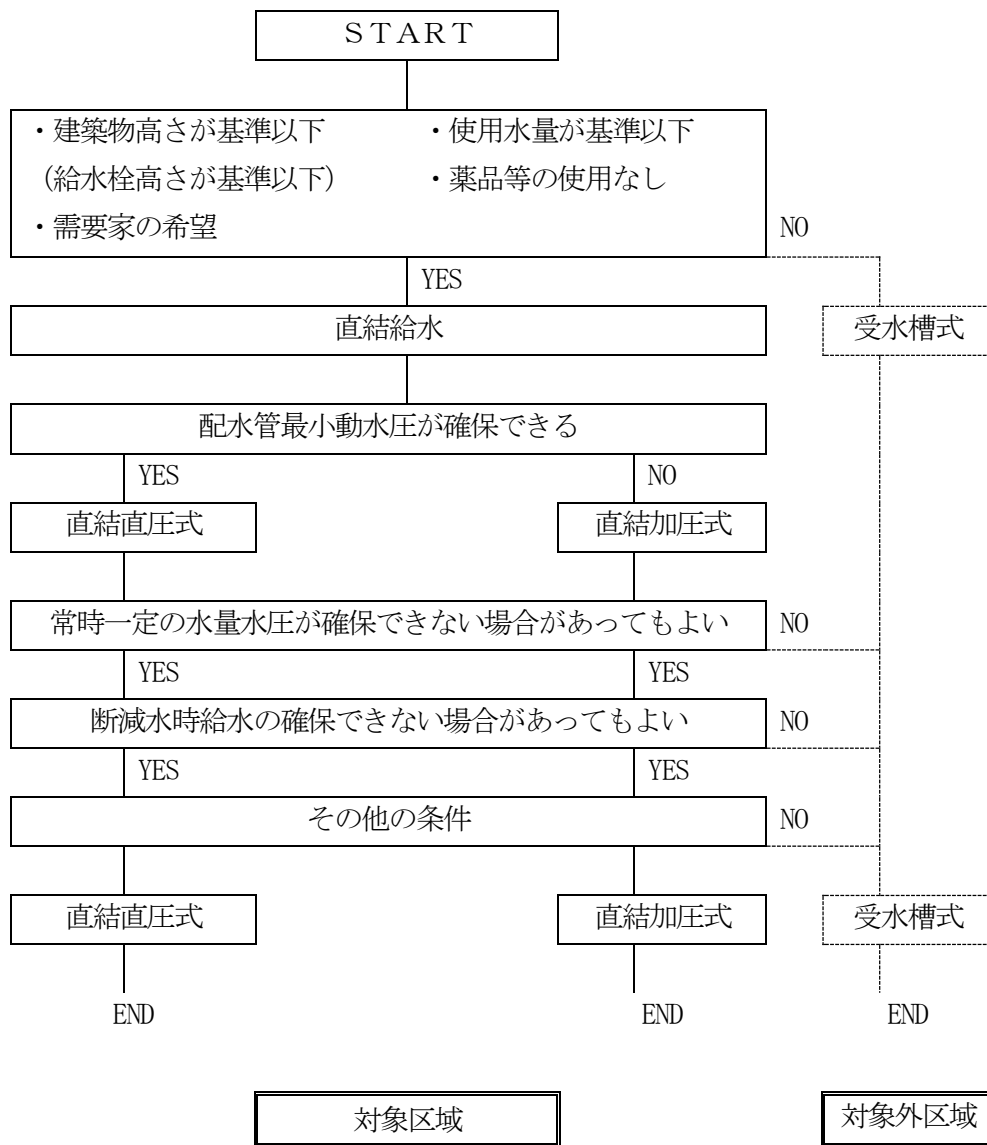 ＳＴＡＲＴ
・建築物高さが基準以下 ・使用水量が基準以下
(給水栓高さが基準以下) ・薬品等の使用なし
・需要家の希望
NO
YES
直結給水 受水槽式
配水管最小動水圧が確保できる
YES NO
直結直圧式 直結加圧式
常時一定の水量水圧が確保できない場合があってもよい NO
YES YES
断減水時給水の確保できない場合があってもよい NO
YES YES
その他の条件 NO
直結直圧式 直結加圧式 受水槽式
END END END
対象区域 対象外区域